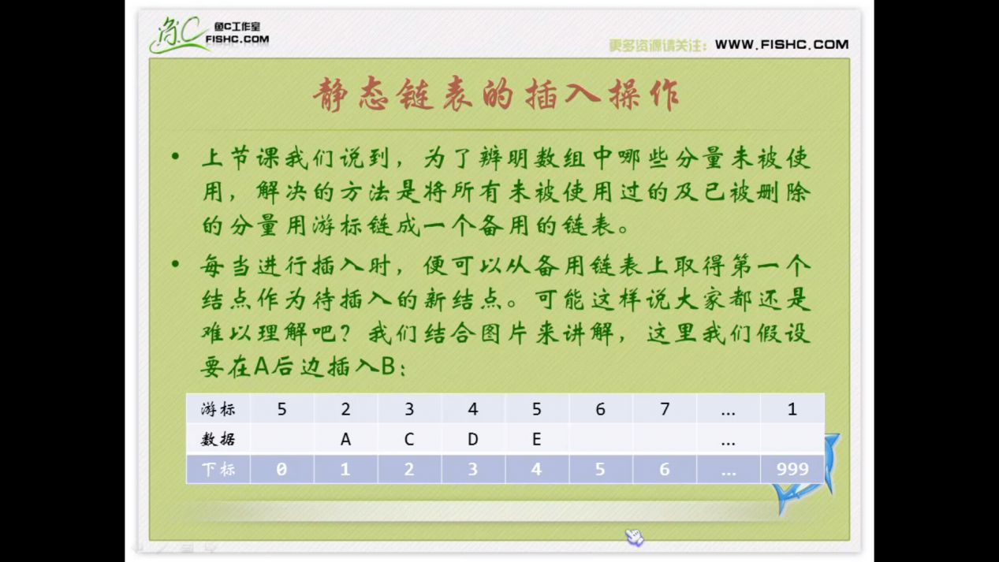 鱼C工作室
FISHC.COM
更多资源请关注：WWW.FISHC.COM
静态链表的插入操作
• 上节课我们说到，为了辨明数组中哪些分量未被使
用，解决的方法是将所有未被使用过的及已被删除
的分量用游标链成一个备用的链表。
• 每当进行插入时，便可以从备用链表上取得第一个
结点作为待插入的新结点。可能这样说大家都还是
难以理解吧？我们结合图片来讲解，这里我们假设
要在A后边插入B：
游标 5 2 3 4 5 6 7 … 1
数据 A C D E …
下标 0 1 2 3 4 5 6 … 999